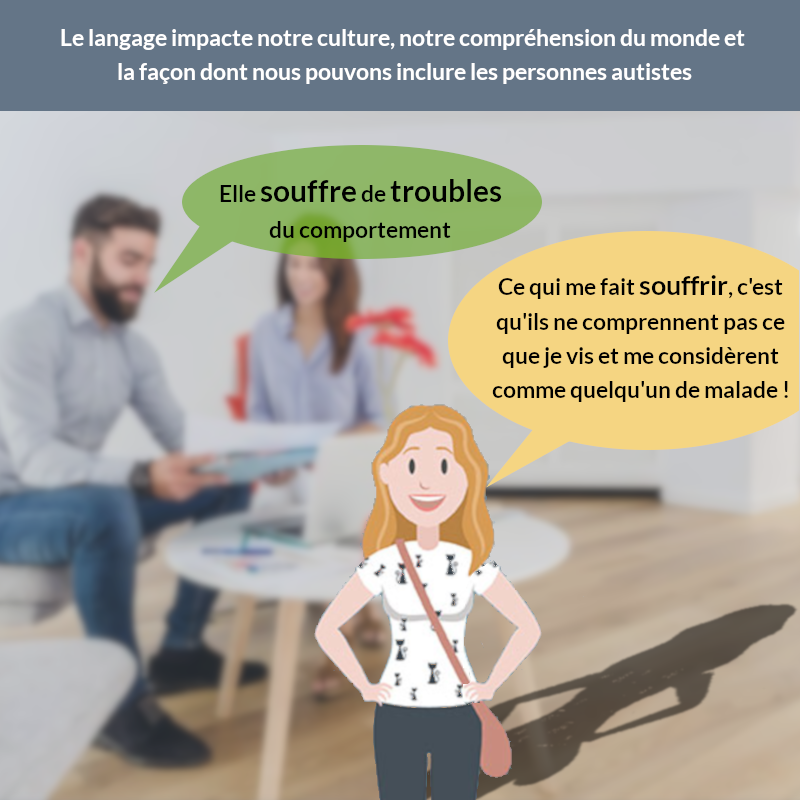 Le langage impacte notre culture, notre compréhension du monde et
la façon dont nous pouvons inclure les personnes autistes
Elle souffre de troubles
du comportement
Ce qui me fait souffrir, c'est
qu'ils ne comprennent pas ce
que je vis et me considèrent
comme quelqu'un de malade !